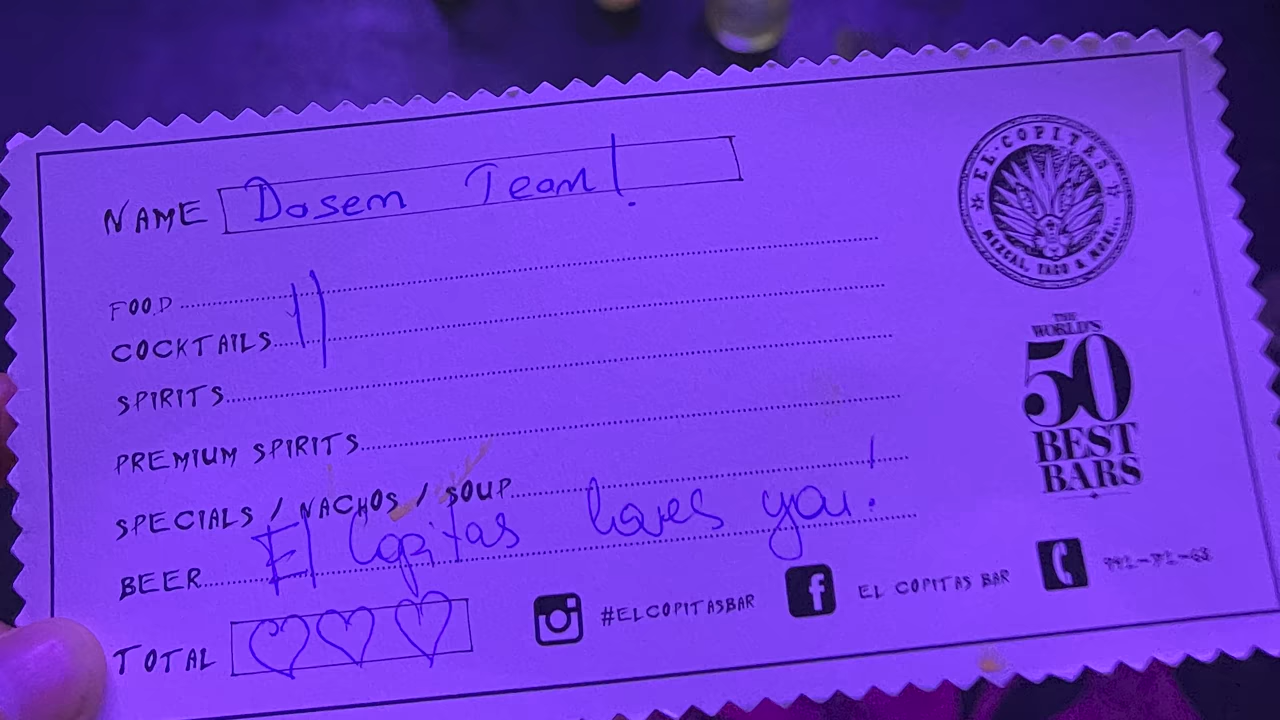 NAME Dosem Team!
FOOD
COCKTAILS 11
SPIRITS
PREMIUM SPIRITS
SPECIALS / NACHOS / SOUP
El Copitas loves you!
BEER
TOTAL ♡ ♡ ♡
EL COPITAS
MEZCAL, TACO & MORE...
THE
WORLD'S
50
BEST
BARS
#ELCOPITASBAR
EL COPITAS BAR